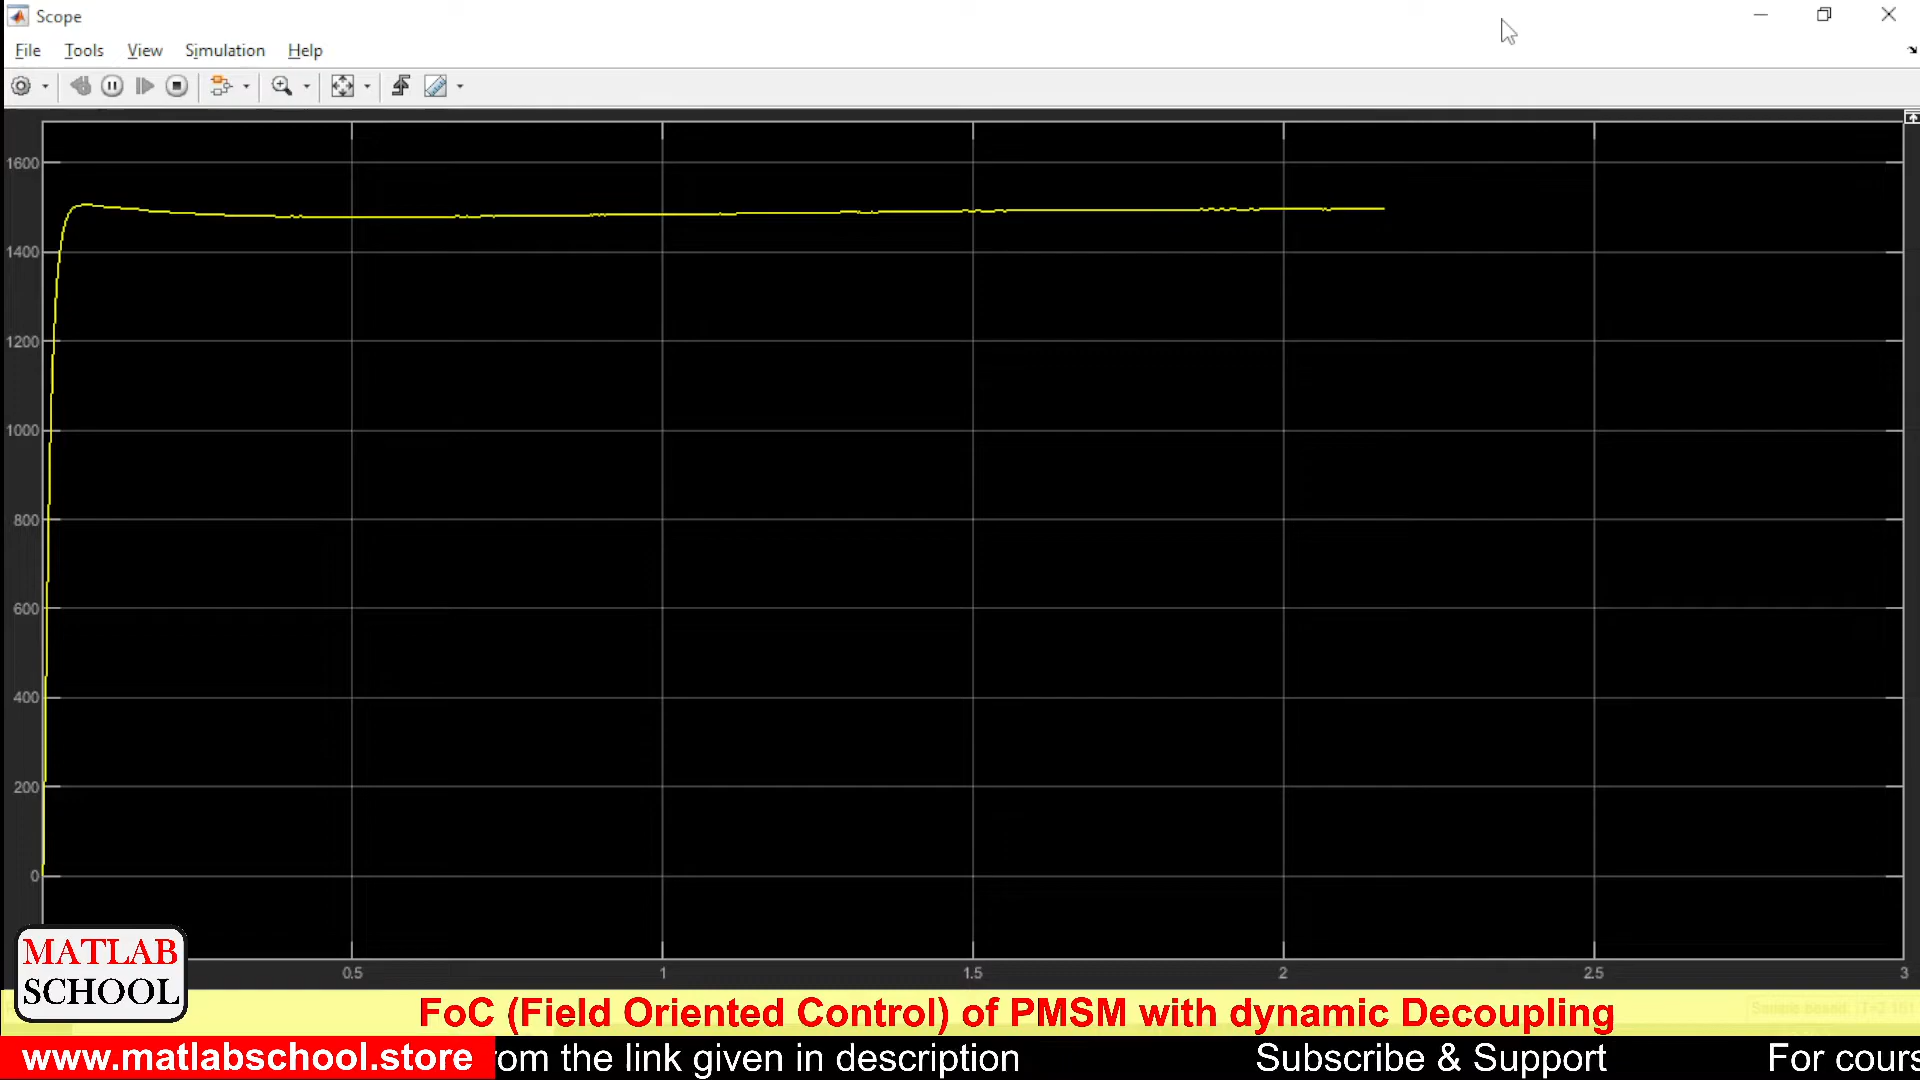 Scope
File Tools View Simulation Help
1600
1400
1200
1000
800
600
400
200
0
0.5 1 1.5 2 2.5 3
MATLAB
SCHOOL
FoC (Field Oriented Control) of PMSM with dynamic Decoupling
www.matlabschool.store
om the link given in description Subscribe & Support For cours